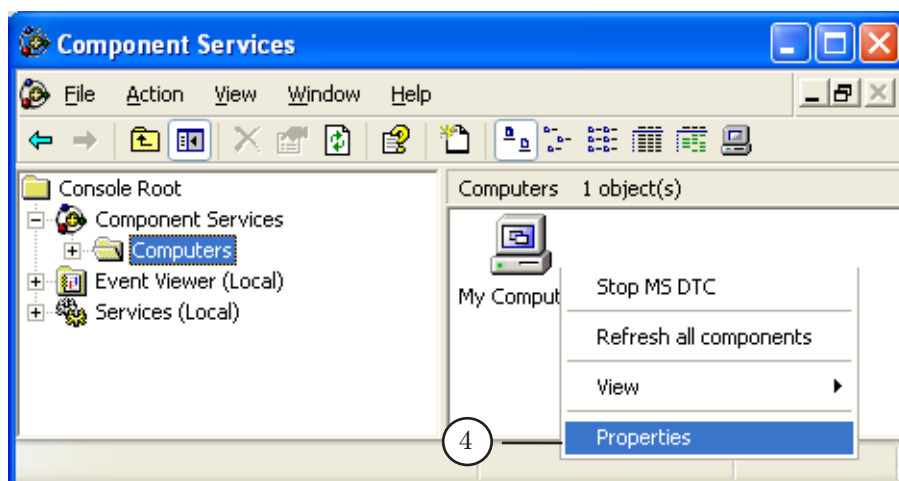 Component Services
File Action View Window Help
Console Root
Component Services
Computers
Event Viewer (Local)
Services (Local)
Computers 1 object(s)
My Comput
Stop MS DTC
Refresh all components
View
Properties
4